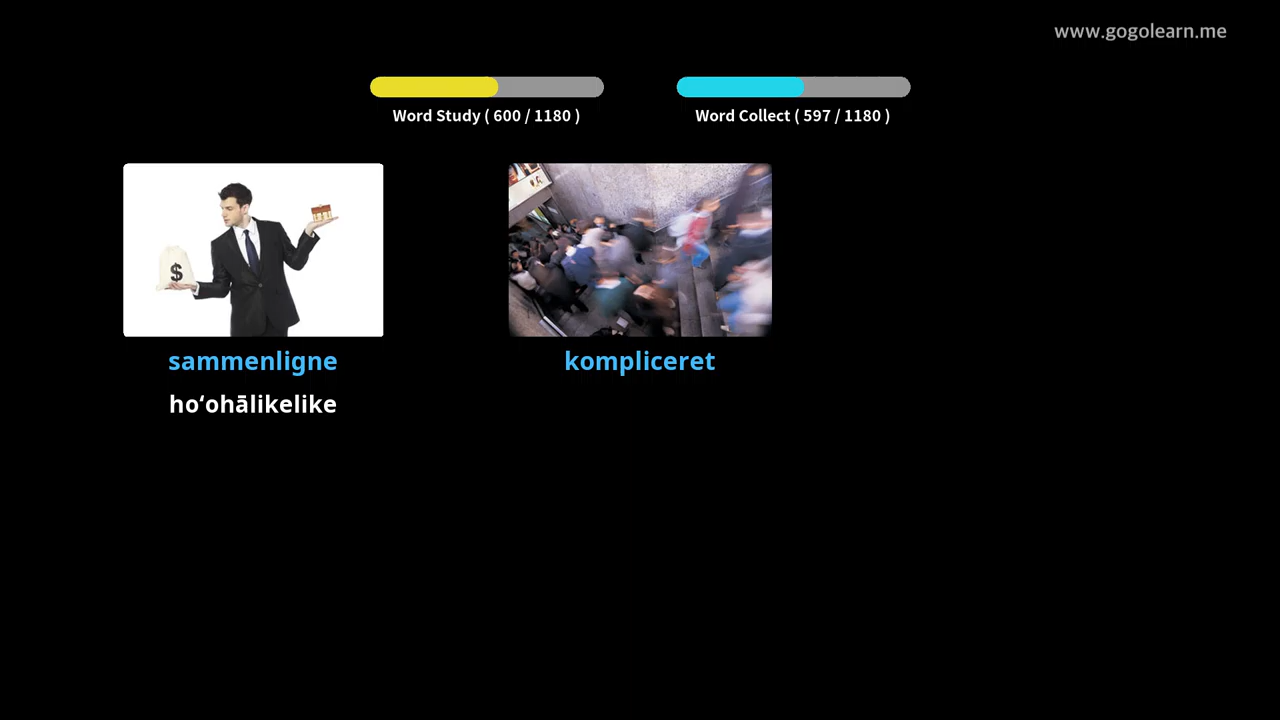 www.gogolearn.me
Word Study ( 600 / 1180 )
Word Collect ( 597 / 1180 )
$
sammenligne
kompliceret
hoʻohālikelike